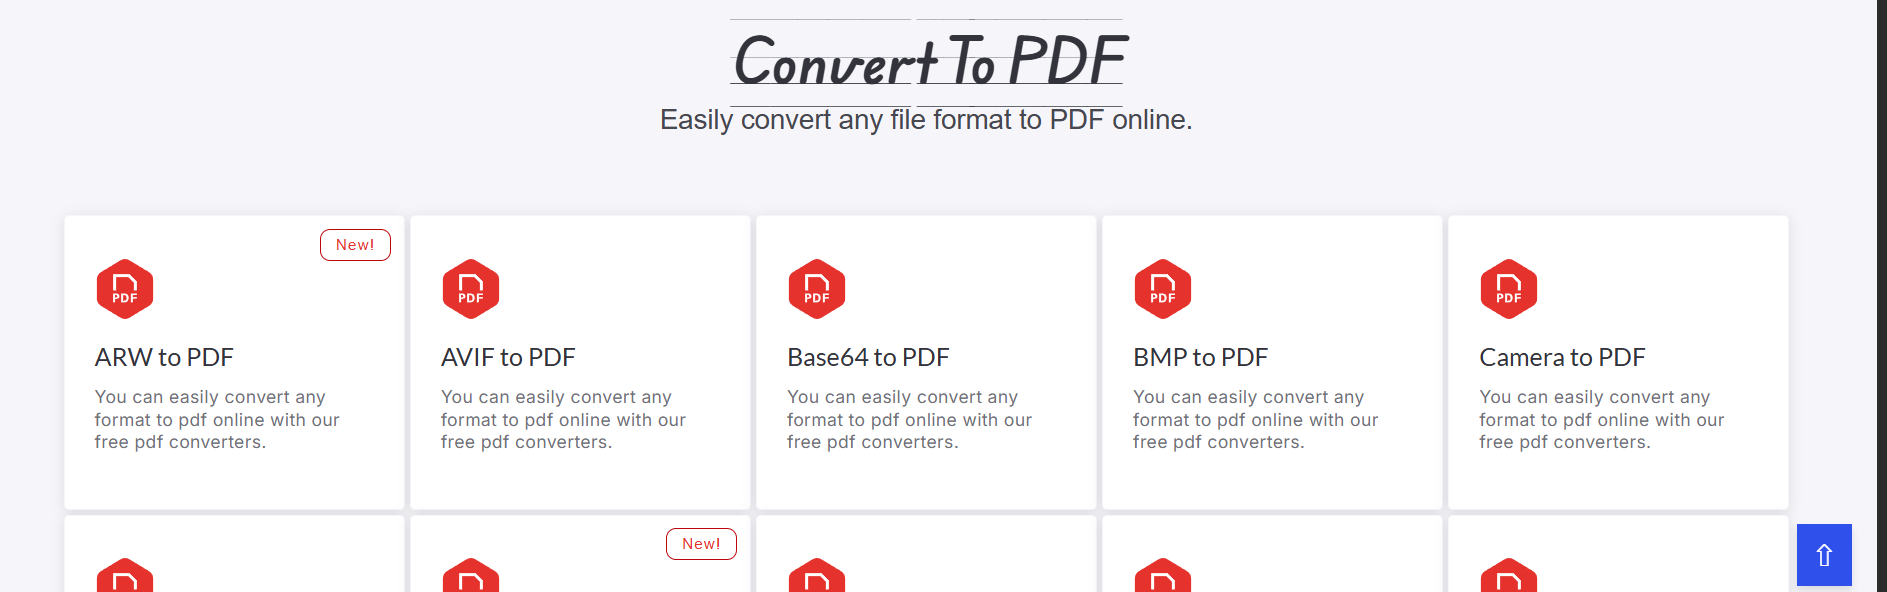 Convert To PDF
Easily convert any file format to PDF online.
New!
PDF
ARW to PDF
You can easily convert any
format to pdf online with our
free pdf converters.
PDF
AVIF to PDF
You can easily convert any
format to pdf online with our
free pdf converters.
PDF
Base64 to PDF
You can easily convert any
format to pdf online with our
free pdf converters.
PDF
BMP to PDF
You can easily convert any
format to pdf online with our
free pdf converters.
PDF
Camera to PDF
You can easily convert any
format to pdf online with our
free pdf converters.
New!
⇧